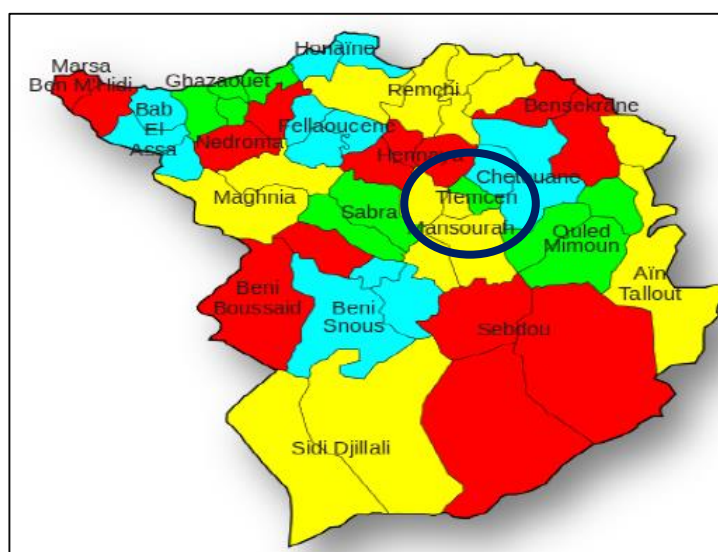 Honaïne
Marsa
Ben M'Hidi
Ghazaouet
Remchi
Bab
El
Assa
Bensekrane
Fellaoucene
Nedroma
Hennaya
Chetouane
Maghnia
Sabra
Tlemcen
Mansourah
Ouled
Mimoun
Aïn
Tallout
Beni
Boussaid
Beni
Snous
Sebdou
Sidi Djillali